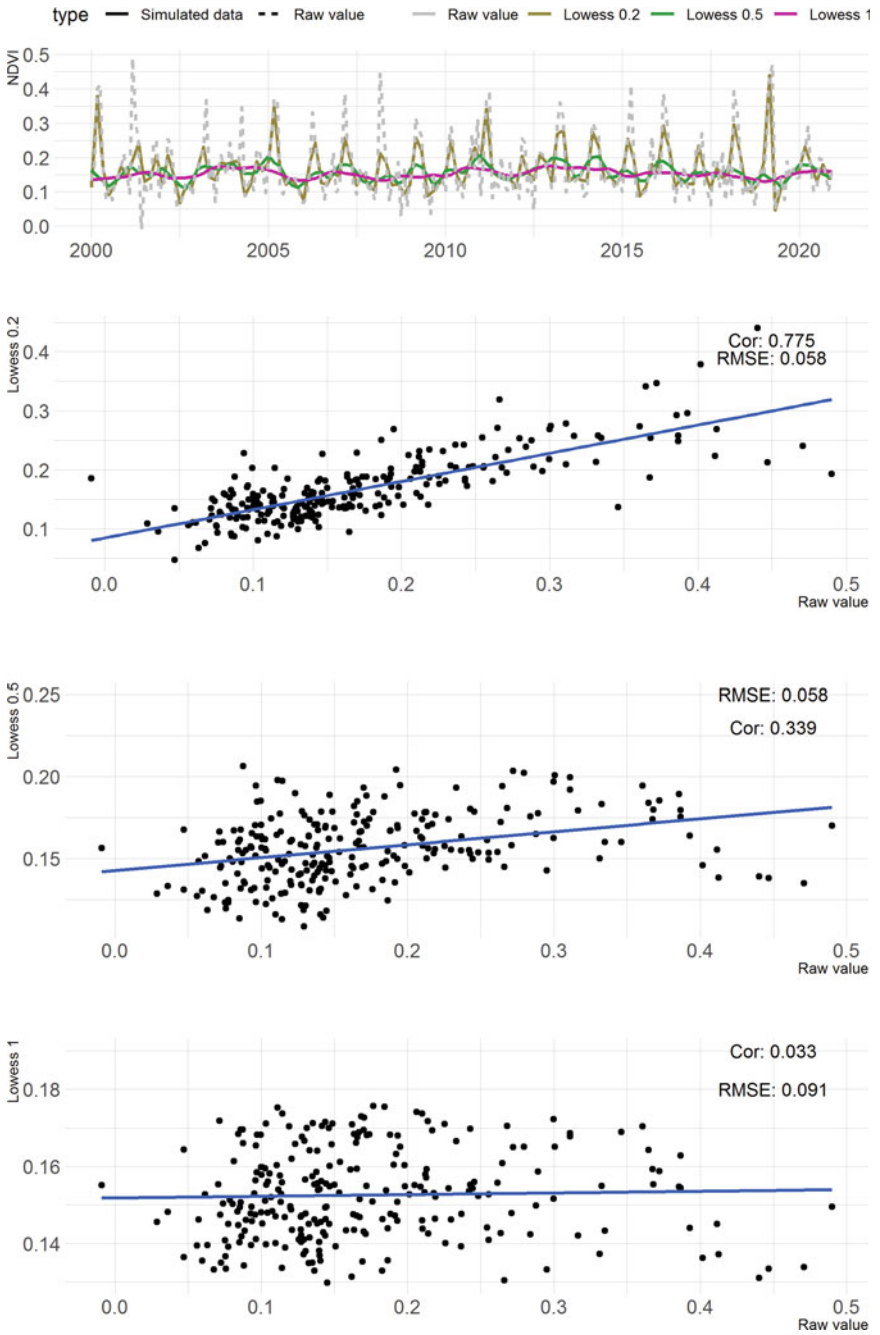 type Simulated data Raw value Raw value Lowess 0.2 Lowess 0.5 Lowess 1
NDVI
0.5
0.4
0.3
0.2
0.1
0.0
2000 2005 2010 2015 2020
Lowess 0.2
Cor: 0.775
RMSE: 0.058
0.4
0.3
0.2
0.1
0.0 0.1 0.2 0.3 0.4 0.5
Raw value
Lowess 0.5
RMSE: 0.058
Cor: 0.339
0.25
0.20
0.15
0.0 0.1 0.2 0.3 0.4 0.5
Raw value
Lowess 1
Cor: 0.033
RMSE: 0.091
0.18
0.16
0.14
0.0 0.1 0.2 0.3 0.4 0.5
Raw value